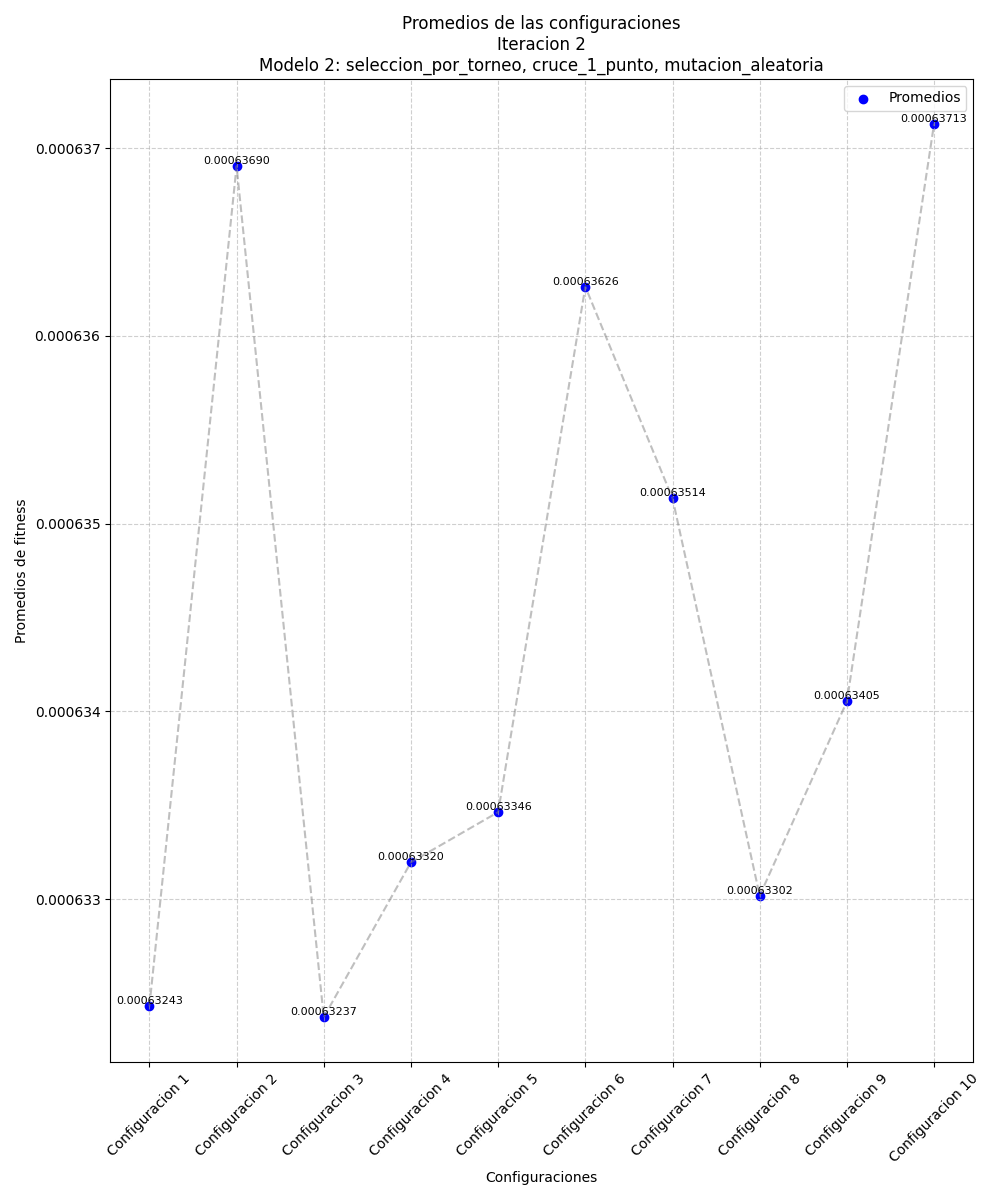 Promedios de las configuraciones
Iteracion 2
Modelo 2: seleccion_por_torneo, cruce_1_punto, mutacion_aleatoria
Promedios
0.00063713
0.000637
0.00063690
0.00063626
0.000636
0.00063514
0.000635
Promedios de fitness
0.000634
0.00063405
0.00063346
0.00063320
0.000633
0.00063302
0.00063243
0.00063237
Configuracion 1
Configuracion 2
Configuracion 3
Configuracion 4
Configuracion 5
Configuracion 6
Configuracion 7
Configuracion 8
Configuracion 9
Configuracion 10
Configuraciones